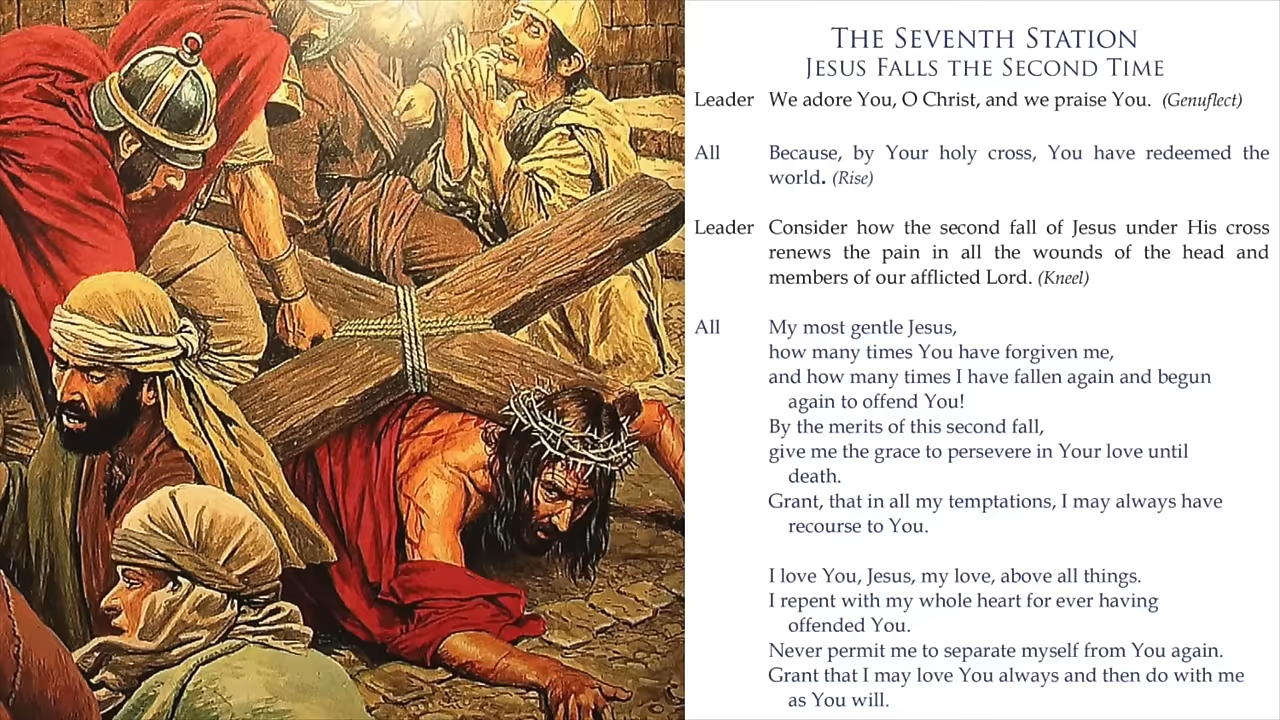 THE SEVENTH STATION
JESUS FALLS THE SECOND TIME
Leader We adore You, O Christ, and we praise You. (Genuflect)
All Because, by Your holy cross, You have redeemed the
world. (Rise)
Leader Consider how the second fall of Jesus under His cross
renews the pain in all the wounds of the head and
members of our afflicted Lord. (Kneel)
All My most gentle Jesus,
how many times You have forgiven me,
and how many times I have fallen again and begun
again to offend You!
By the merits of this second fall,
give me the grace to persevere in Your love until
death.
Grant, that in all my temptations, I may always have
recourse to You.
I love You, Jesus, my love, above all things.
I repent with my whole heart for ever having
offended You.
Never permit me to separate myself from You again.
Grant that I may love You always and then do with me
as You will.